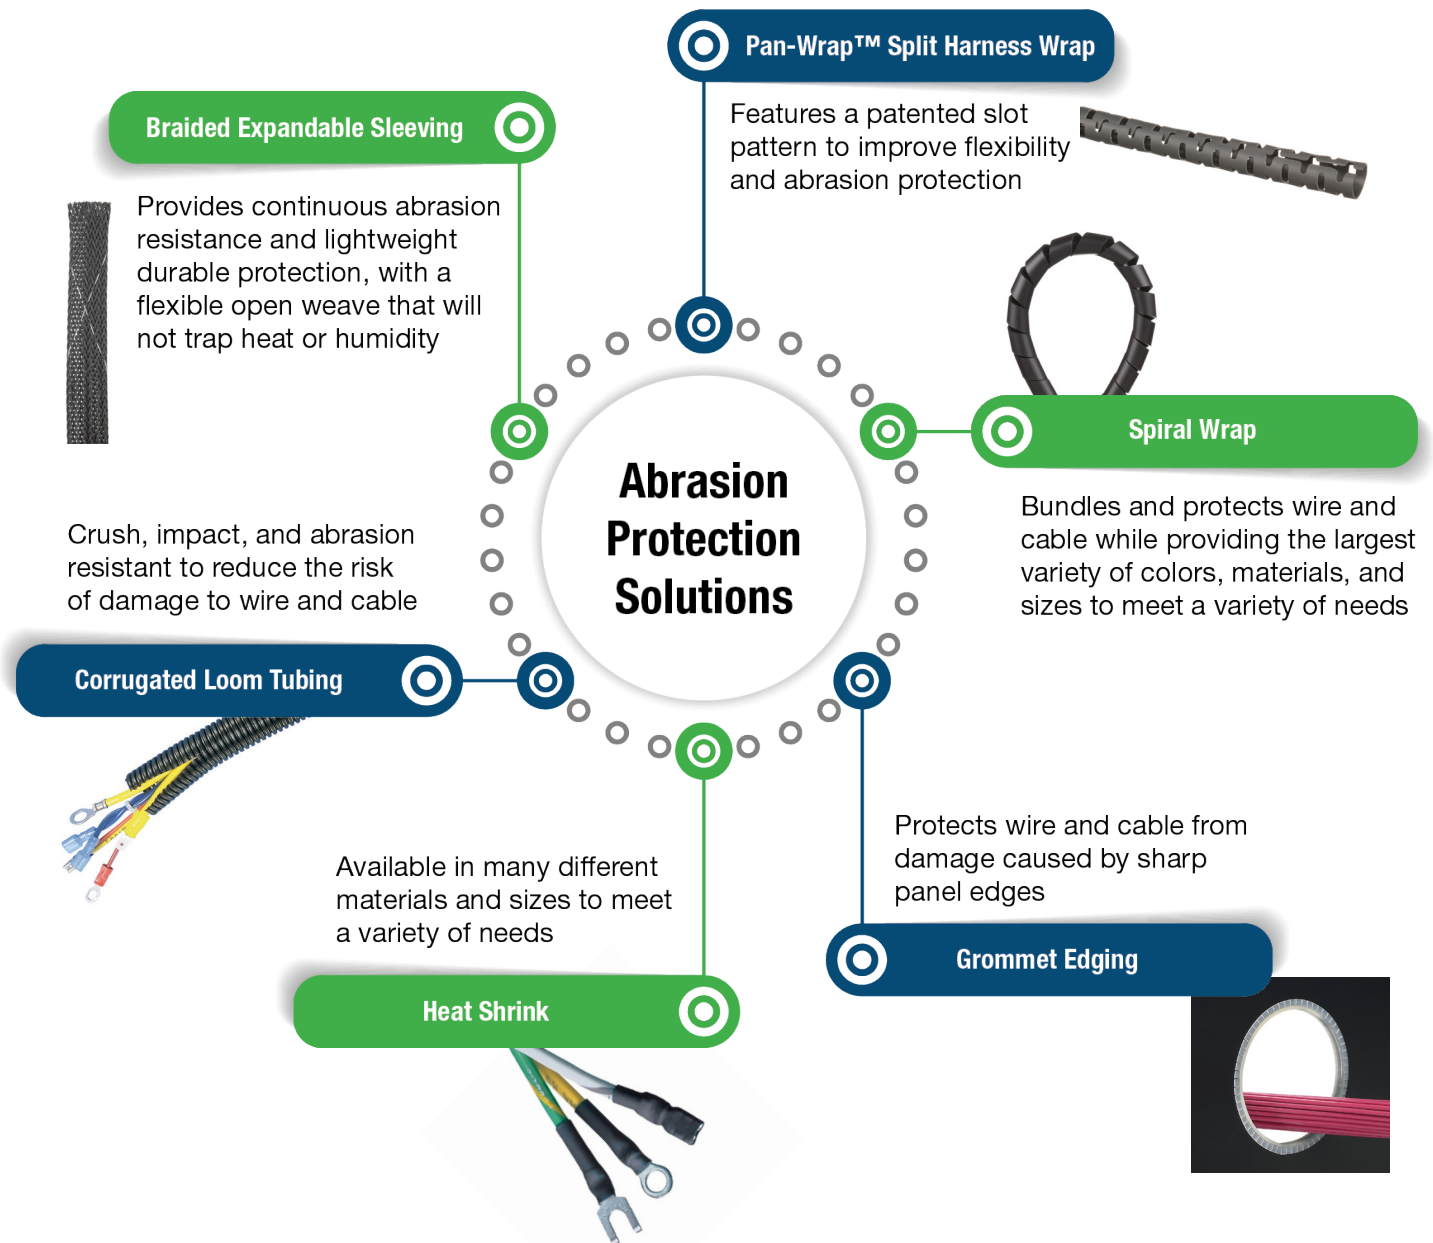 Pan-Wrap™ Split Harness Wrap
Features a patented slot
pattern to improve flexibility
and abrasion protection
Braided Expandable Sleeving
Provides continuous abrasion
resistance and lightweight
durable protection, with a
flexible open weave that will
not trap heat or humidity
Spiral Wrap
Bundles and protects wire and
cable while providing the largest
variety of colors, materials, and
sizes to meet a variety of needs
Abrasion
Protection
Solutions
Crush, impact, and abrasion
resistant to reduce the risk
of damage to wire and cable
Corrugated Loom Tubing
Protects wire and cable from
damage caused by sharp
panel edges
Grommet Edging
Available in many different
materials and sizes to meet
a variety of needs
Heat Shrink